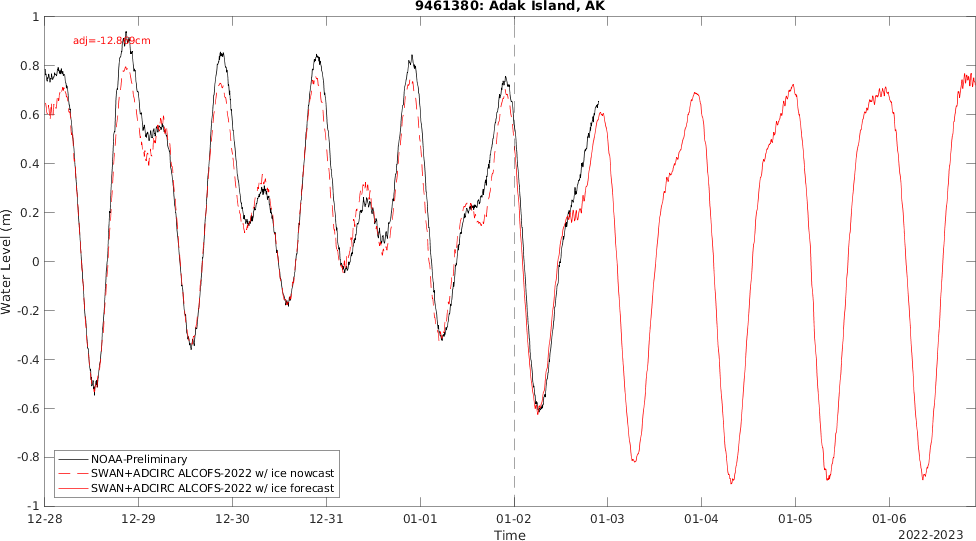 9461380: Adak Island, AK
Water Level (m)
1
0.8
0.6
0.4
0.2
0
-0.2
-0.4
-0.6
-0.8
-1
NOAA-Preliminary
SWAN+ADCIRC ALCOFS-2022 w/ ice nowcast
SWAN+ADCIRC ALCOFS-2022 w/ ice forecast
12-28 12-29 12-30 12-31 01-01 01-02 01-03 01-04 01-05 01-06
Time
2022-2023